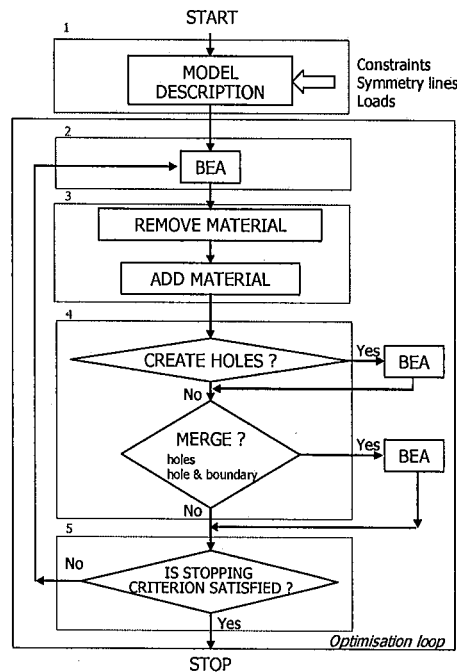 START
1
MODEL
DESCRIPTION
Constraints
Symmetry lines
Loads
2
BEA
3
REMOVE MATERIAL
ADD MATERIAL
4
CREATE HOLES ?
Yes
BEA
No
MERGE ?
holes
hole & boundary
Yes
BEA
No
5
No
IS STOPPING
CRITERION SATISFIED ?
Yes
Optimisation loop
STOP